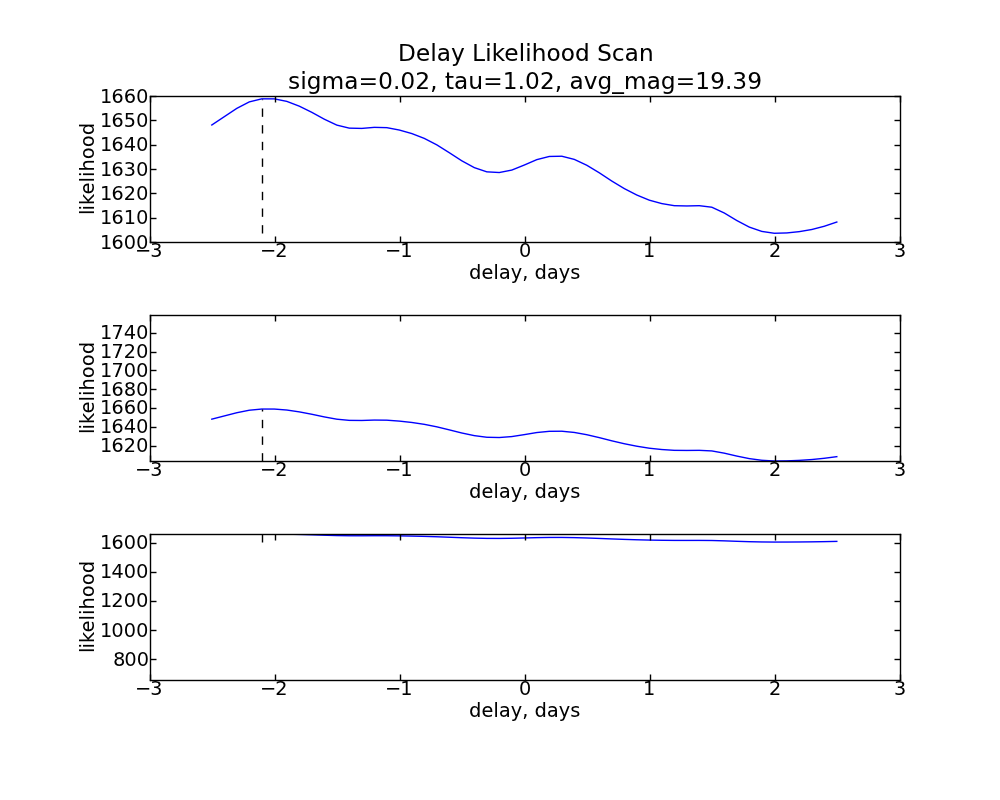 Delay Likelihood Scan
sigma=0.02, tau=1.02, avg_mag=19.39
1660
1650
1640
1630
1620
1610
1600
likelihood
−3 −2 −1 0 1 2 3
delay, days
1740
1720
1700
1680
1660
1640
1620
likelihood
−3 −2 −1 0 1 2 3
delay, days
1600
1400
1200
1000
800
likelihood
−3 −2 −1 0 1 2 3
delay, days